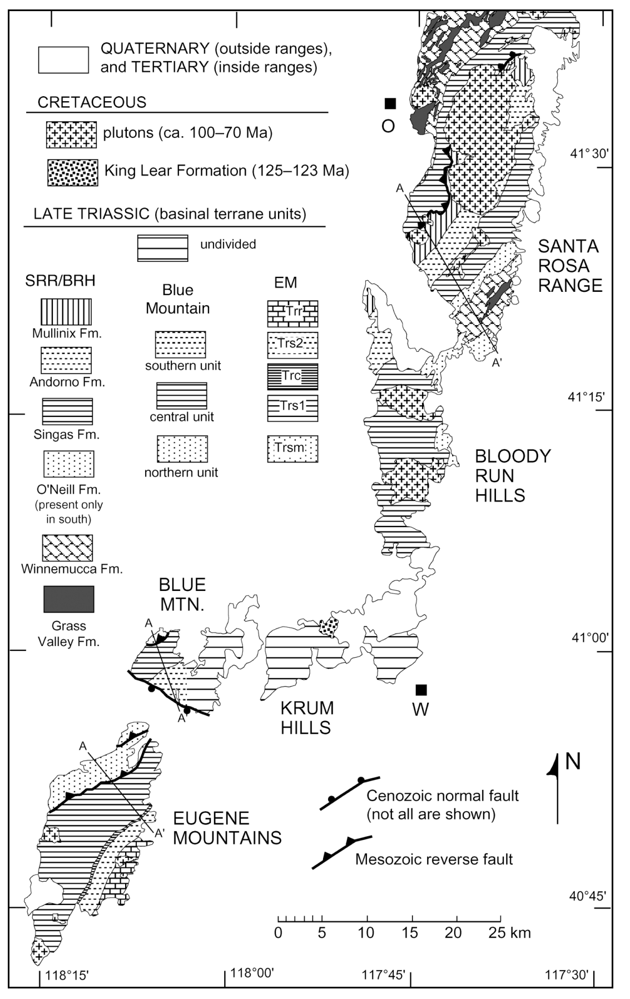 QUATERNARY (outside ranges),
and TERTIARY (inside ranges)
CRETACEOUS
plutons (ca. 100–70 Ma)
King Lear Formation (125–123 Ma)
LATE TRIASSIC (basinal terrane units)
undivided
SRR/BRH
Mullinix Fm.
Andorno Fm.
Singas Fm.
O'Neill Fm.
(present only
in south)
Winnemucca Fm.
Grass
Valley Fm.
Blue
Mountain
southern unit
central unit
northern unit
EM
Trr
Trs2
Trc
Trs1
Trsm
O
41°30'
A
SANTA
ROSA
RANGE
A'
41°15'
BLOODY
RUN
HILLS
BLUE
MTN.
A
41°00'
W
KRUM
HILLS
A'
A
N
Cenozoic normal fault
(not all are shown)
EUGENE
MOUNTAINS
A'
Mesozoic reverse fault
40°45'
0 5 10 15 20 25 km
118°15' 118°00' 117°45' 117°30'